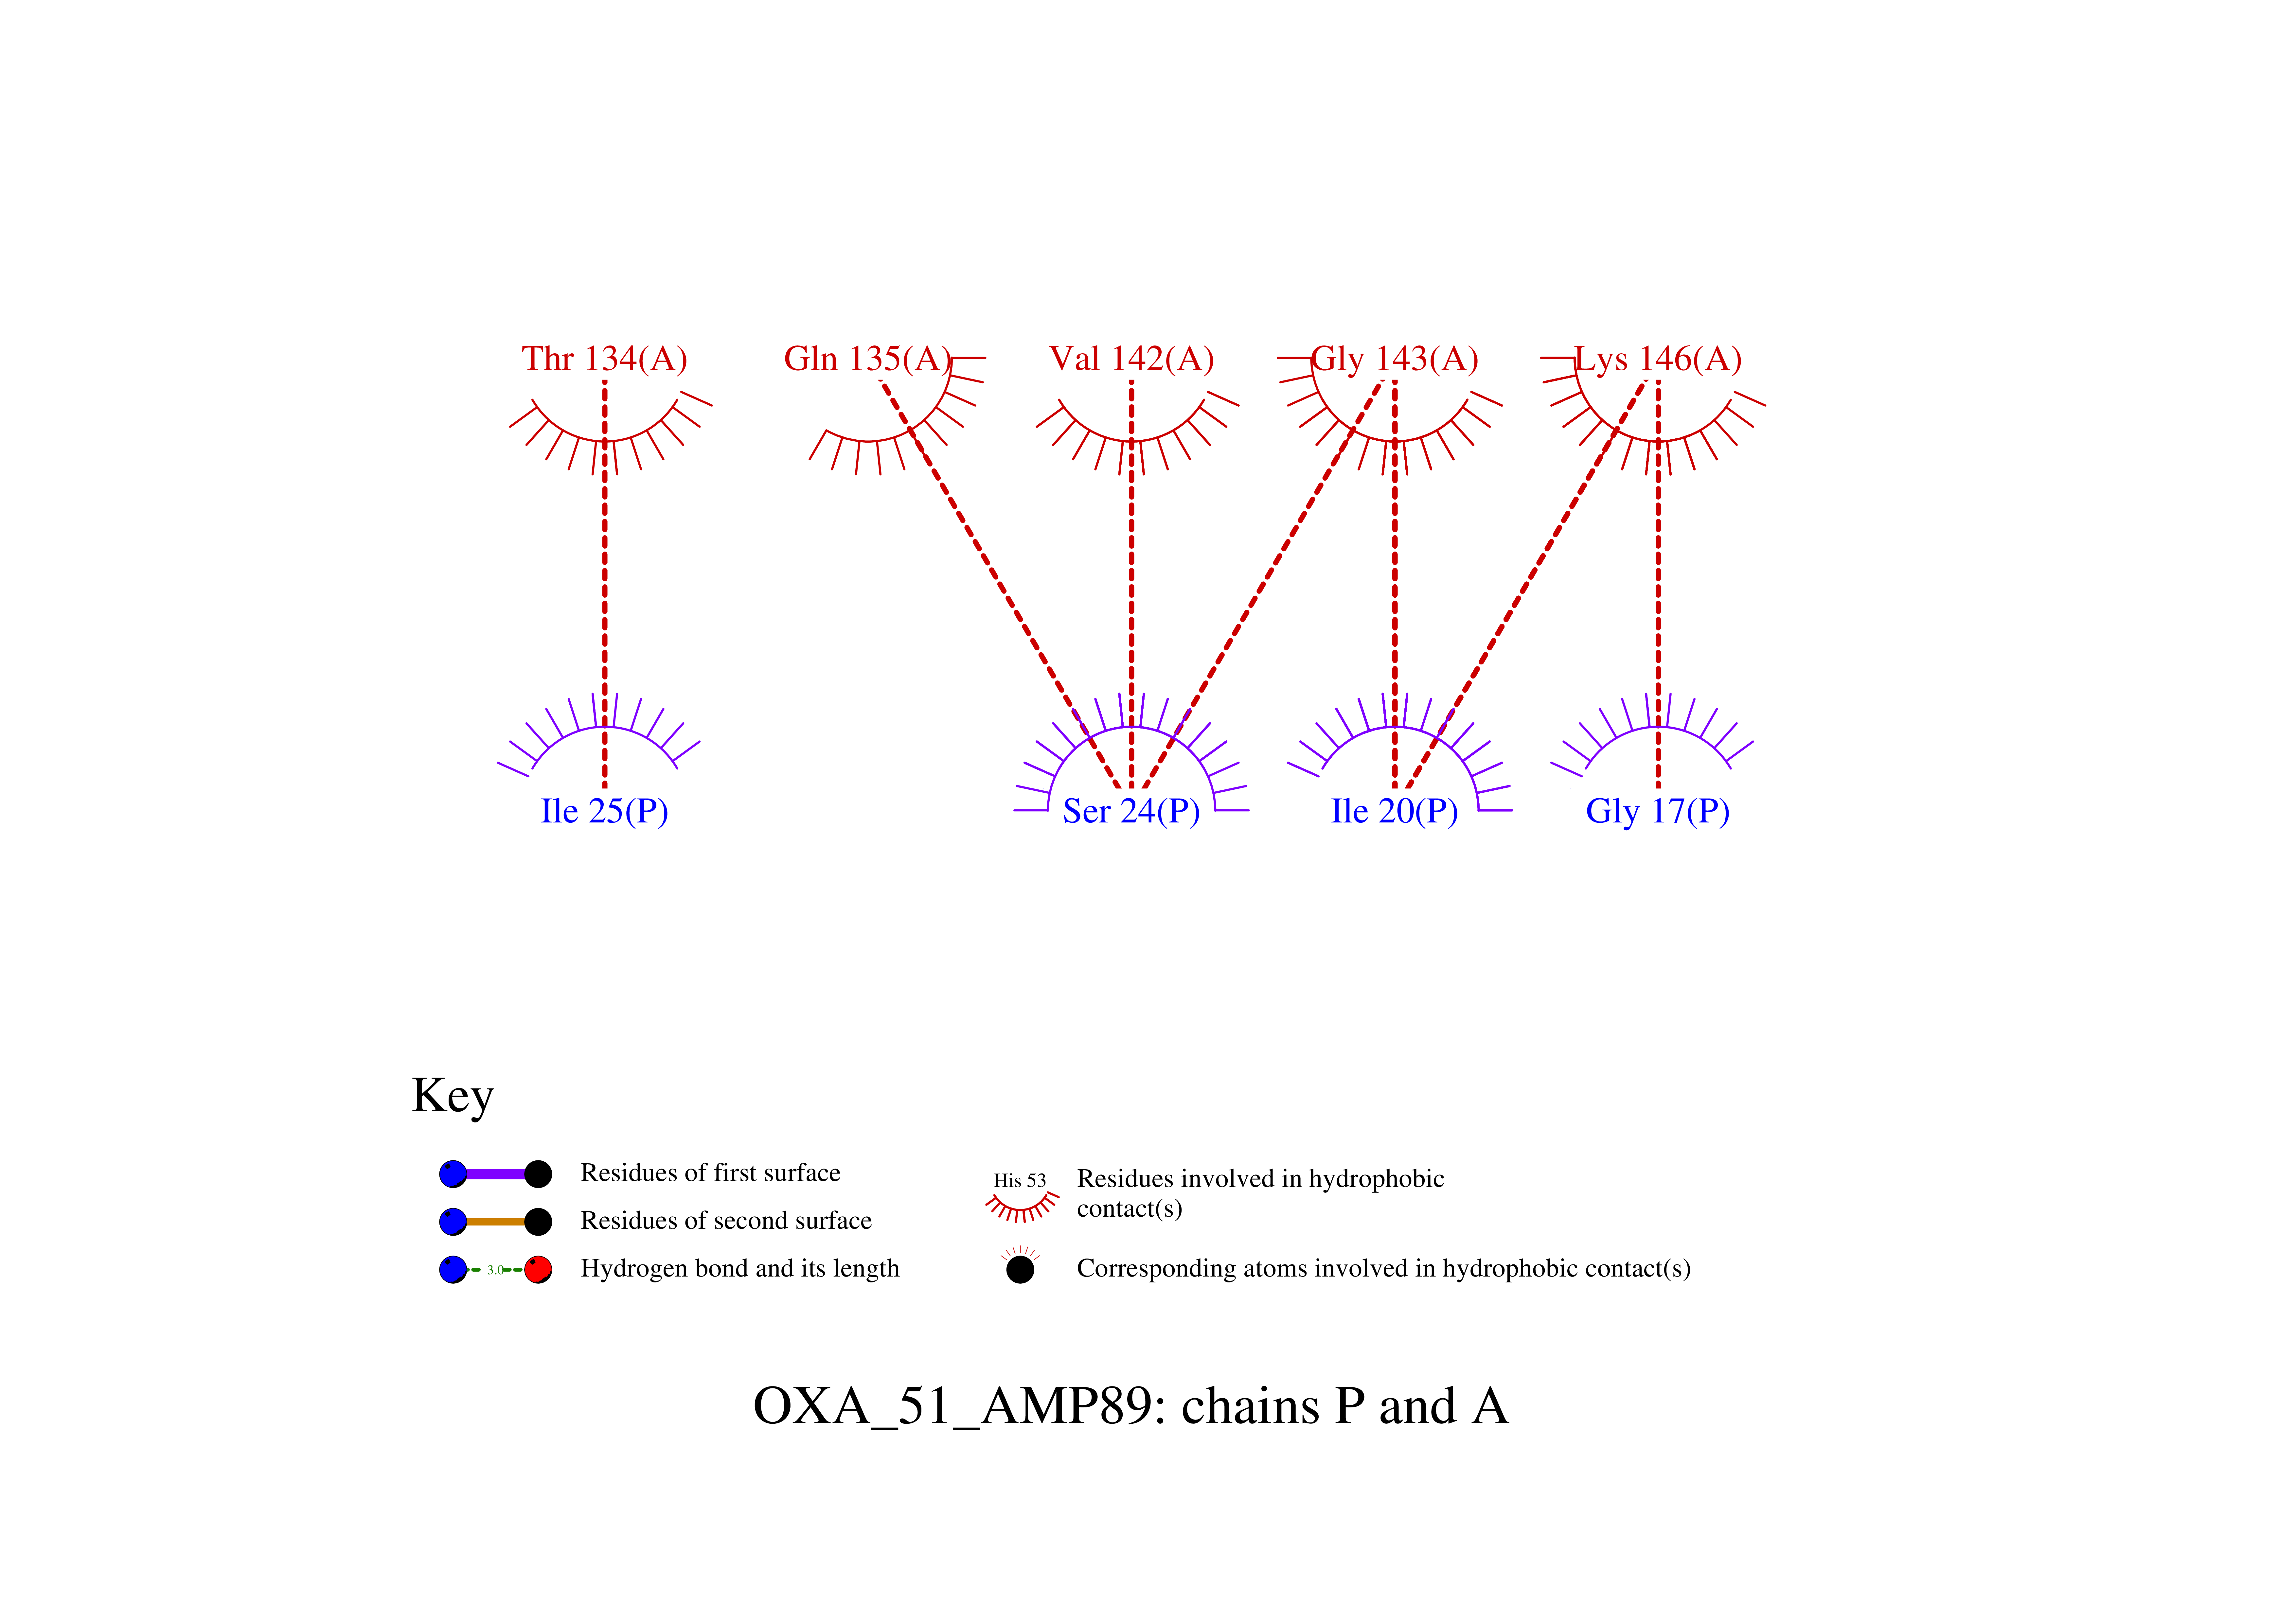 Thr 134(A) Gln 135(A) Val 142(A) Gly 143(A) Lys 146(A)
Ile 25(P) Ser 24(P) Ile 20(P) Gly 17(P)
Key
Residues of first surface
Residues of second surface
3.0 Hydrogen bond and its length
His 53 Residues involved in hydrophobic
contact(s)
Corresponding atoms involved in hydrophobic contact(s)
OXA_51_AMP89: chains P and A